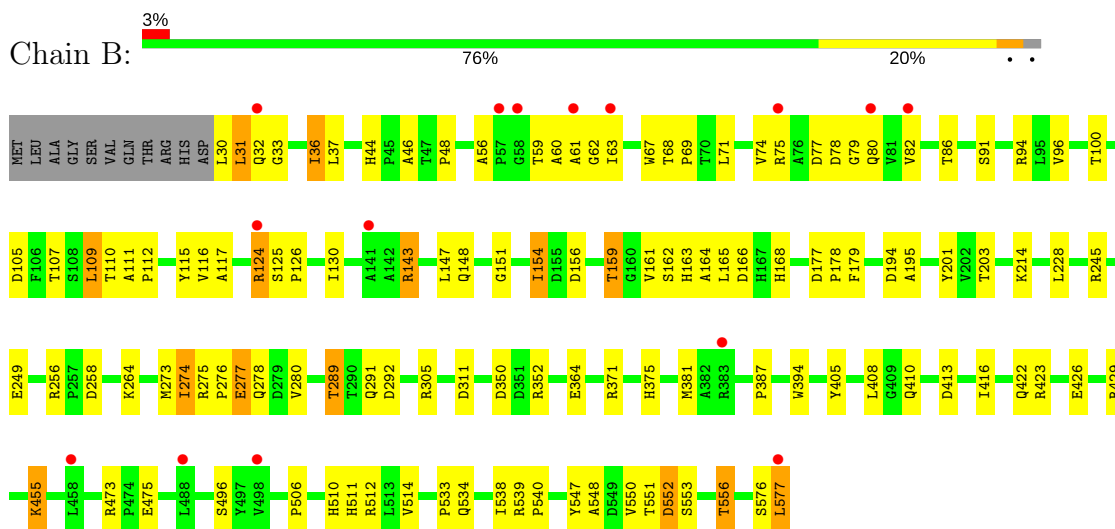 3%
Chain B:
76% 20% • •
MET LEU ALA GLY SER VAL GLN THR ARG HIS ASP L30 L31 Q32 G33 I36 L37 H44 P45 A46 T47 P48 A56 P57 G58 T59 A60 A61 G62 I63 W67 T68 P69 T70 L71 V74 R75 A76 D77 D78 G79 Q80 V81 V82 T86 S91 R94 L95 V96 T100
D105 F106 T107 S108 L109 T110 A111 P112 Y115 V116 A117 R124 S125 P126 I130 A141 A142 R143 L147 Q148 G151 I154 D155 D156 T159 G160 V161 S162 H163 A164 L165 D166 H167 H168 D177 P178 F179 D194 A195 Y201 V202 T203 K214 L228 R245
E249 R256 P257 D258 K264 M273 I274 R275 P276 E277 Q278 D279 V280 T289 T290 Q291 D292 R305 D311 D350 D351 R352 E364 R371 H375 M381 A382 R383 P387 W394 Y405 L408 G409 Q410 D413 I416 Q422 R423 E426
K455 L458 R473 P474 E475 L488 S496 Y497 V498 P506 H510 H511 R512 L513 V514 P533 Q534 I538 R539 P540 Y547 A548 D549 V550 T551 D552 S553 T556 S576 L577